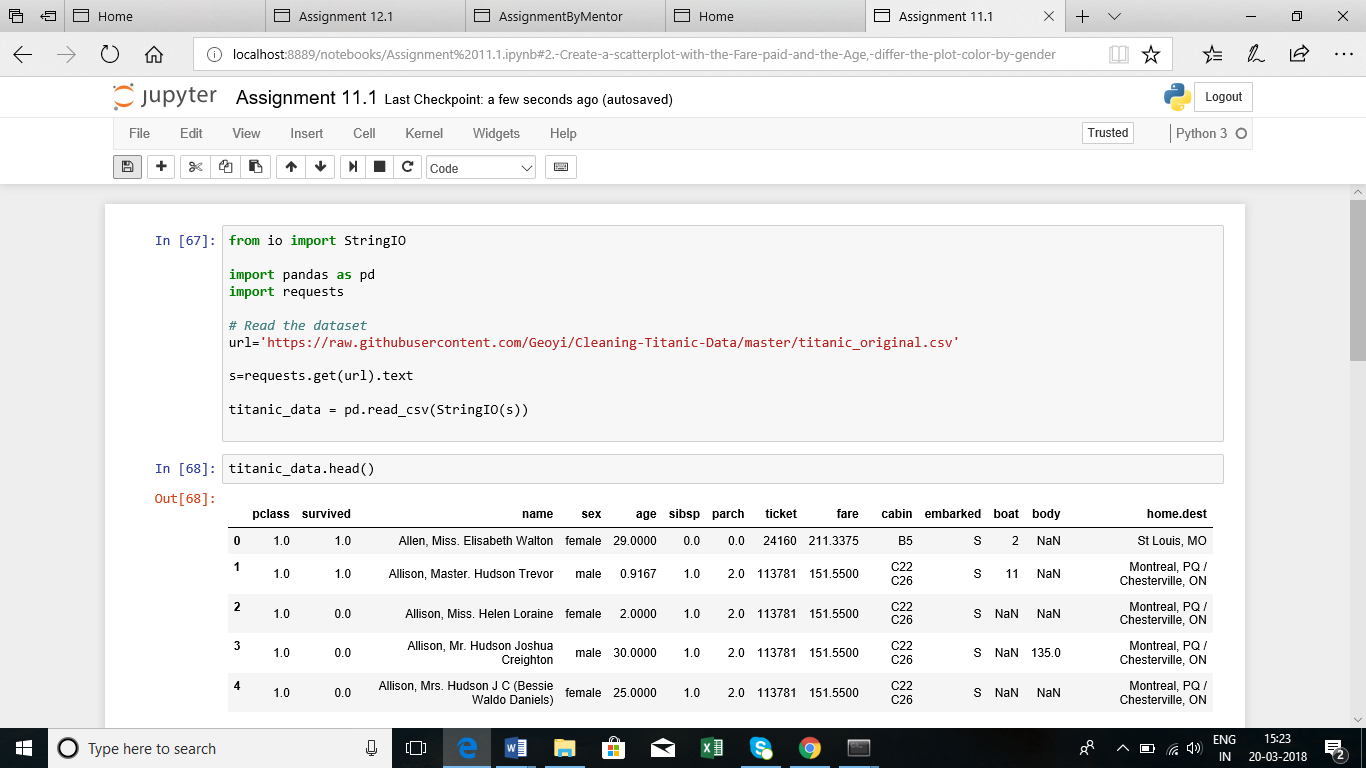 Home
Assignment 12.1
AssignmentByMentor
Home
Assignment 11.1
localhost:8889/notebooks/Assignment%2011.1.ipynb#2.-Create-a-scatterplot-with-the-Fare-paid-and-the-Age,-differ-the-plot-color-by-gender
jupyter Assignment 11.1 Last Checkpoint: a few seconds ago (autosaved)
Logout
File Edit View Insert Cell Kernel Widgets Help
Trusted
Python 3
Code
In [67]:
from io import StringIO
import pandas as pd
import requests
# Read the dataset
url='https://raw.githubusercontent.com/Geoyi/Cleaning-Titanic-Data/master/titanic_original.csv'
s=requests.get(url).text
titanic_data = pd.read_csv(StringIO(s))
In [68]: titanic_data.head()
Out[68]:
pclass survived name sex age sibsp parch ticket fare cabin embarked boat body home.dest
0 1.0 1.0 Allen, Miss. Elisabeth Walton female 29.0000 0.0 0.0 24160 211.3375 B5 S 2 NaN St Louis, MO
1 1.0 1.0 Allison, Master. Hudson Trevor male 0.9167 1.0 2.0 113781 151.5500 C22 C26 S 11 NaN Montreal, PQ / Chesterville, ON
2 1.0 0.0 Allison, Miss. Helen Loraine female 2.0000 1.0 2.0 113781 151.5500 C22 C26 S NaN NaN Montreal, PQ / Chesterville, ON
3 1.0 0.0 Allison, Mr. Hudson Joshua Creighton male 30.0000 1.0 2.0 113781 151.5500 C22 C26 S NaN 135.0 Montreal, PQ / Chesterville, ON
4 1.0 0.0 Allison, Mrs. Hudson J C (Bessie Waldo Daniels) female 25.0000 1.0 2.0 113781 151.5500 C22 C26 S NaN NaN Montreal, PQ / Chesterville, ON
Type here to search
ENG
IN
15:23
20-03-2018
2